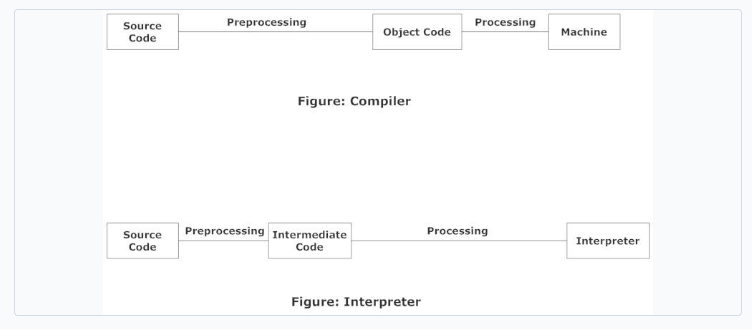 Source
Code
Preprocessing
Object Code
Processing
Machine
Figure: Compiler
Source
Code
Preprocessing
Intermediate
Code
Processing
Interpreter
Figure: Interpreter